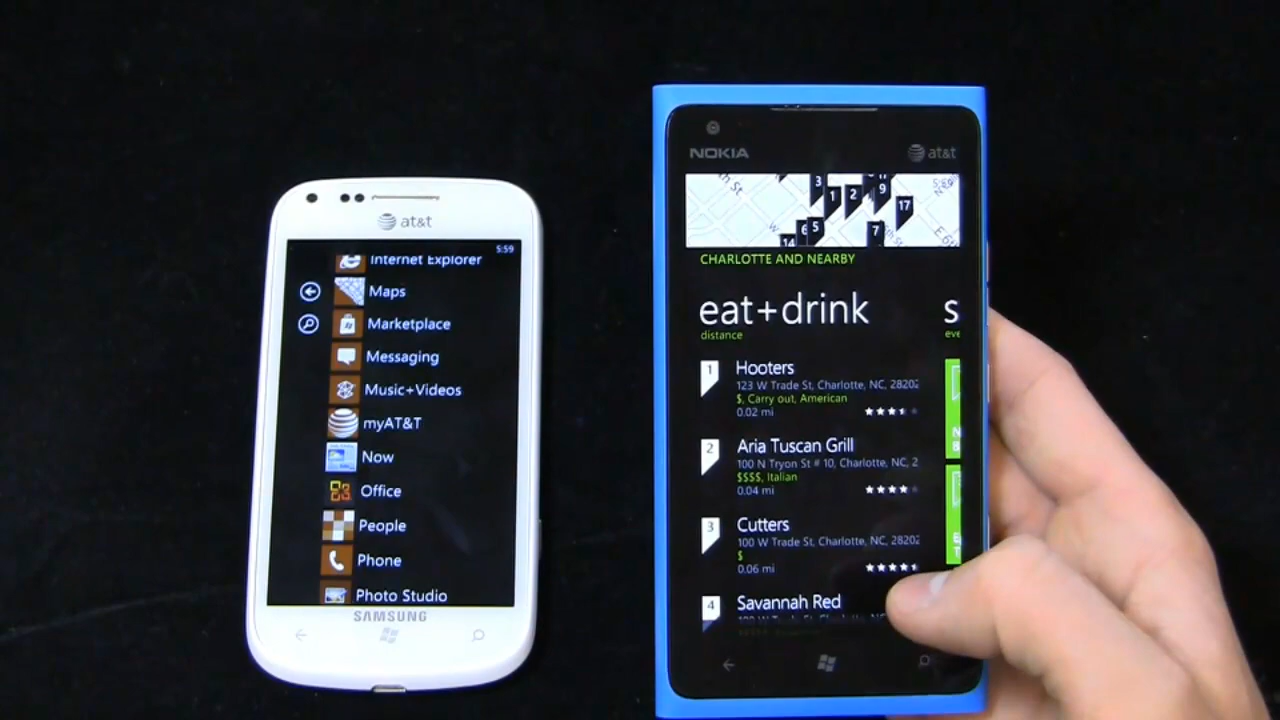 at&t
5:59
Internet Explorer
Maps
Marketplace
Messaging
Music+Videos
myAT&T
Now
Office
People
Phone
Photo Studio
SAMSUNG
NOKIA
at&t
3
1
2
9
17
6
5
7
14
CHARLOTTE AND NEARBY
eat+drink
s
distance
eve
1
Hooters
123 W Trade St, Charlotte, NC, 28202
$, Carry out, American
0.02 mi
2
Aria Tuscan Grill
100 N Tryon St # 10, Charlotte, NC, 2
$$$$, Italian
0.04 mi
3
Cutters
100 W Trade St, Charlotte, NC, 28202
$
0.06 mi
4
Savannah Red